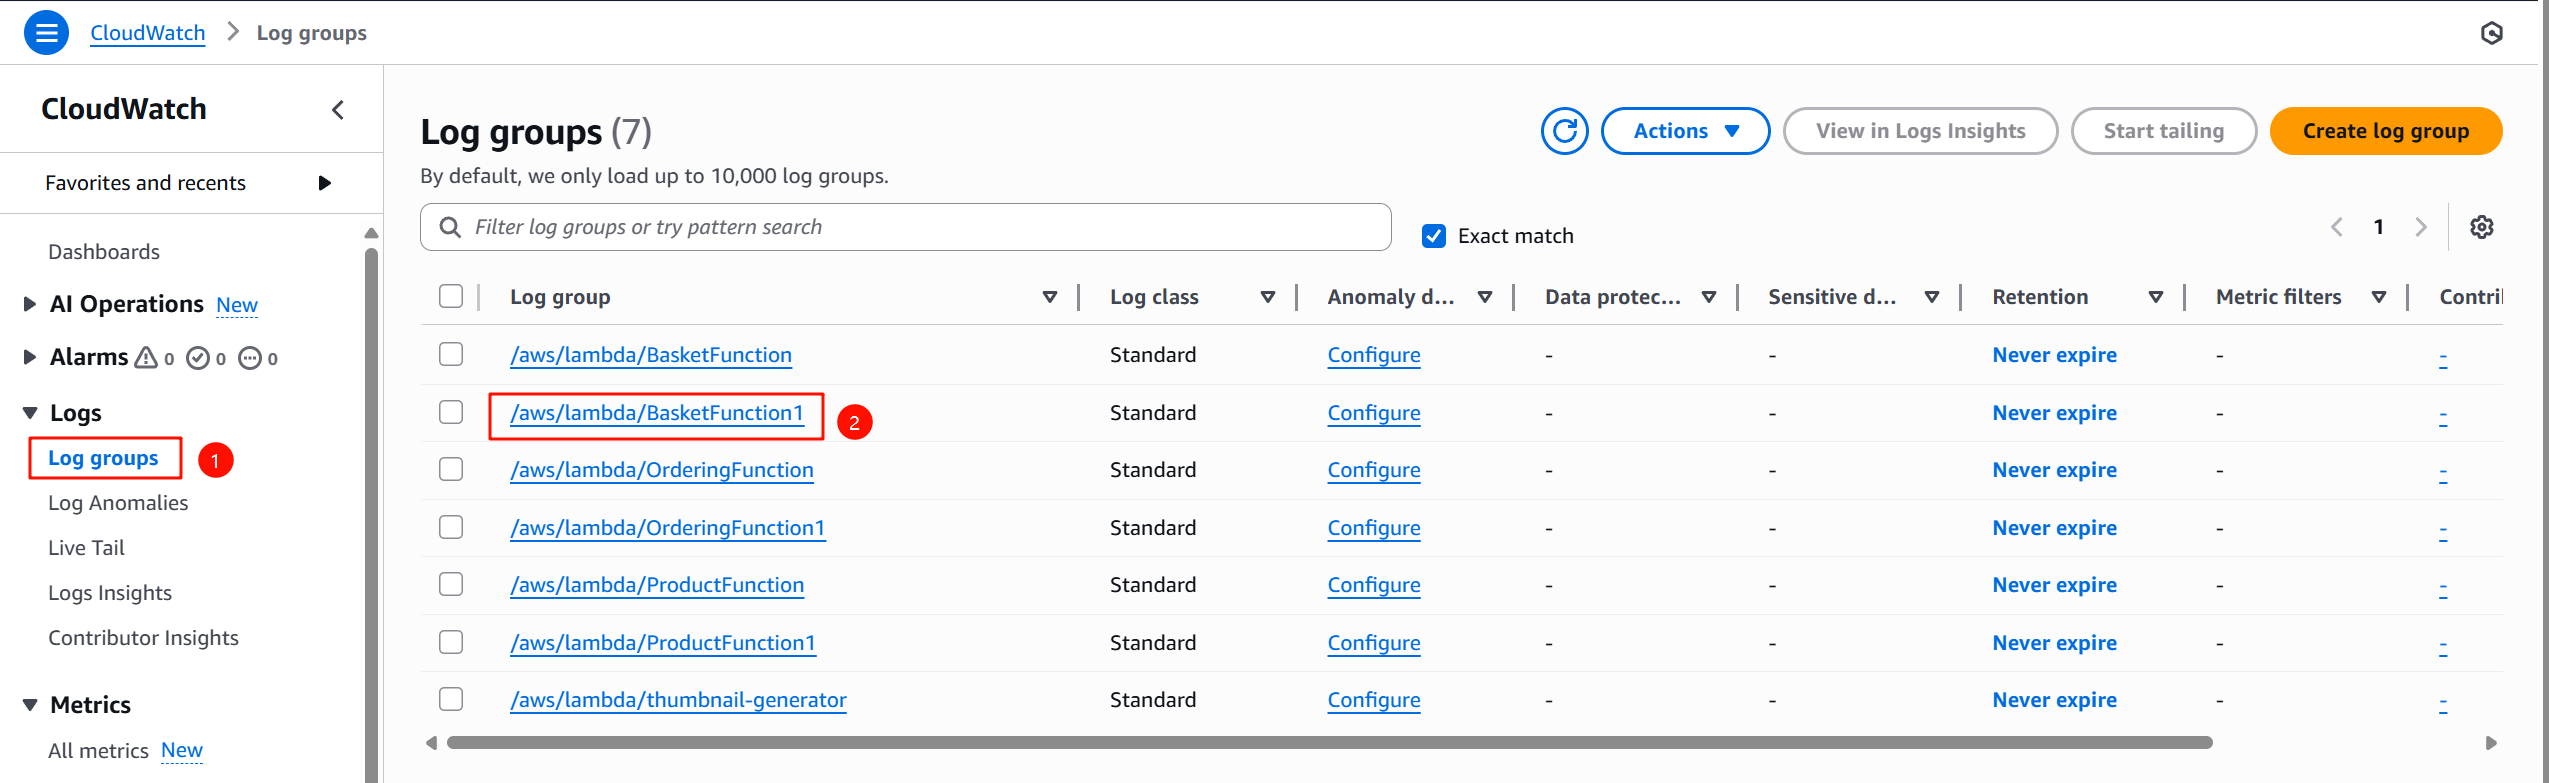 CloudWatch > Log groups
CloudWatch
Favorites and recents
Dashboards
AI Operations New
Alarms 0 0 0
Logs
Log groups 1
Log Anomalies
Live Tail
Logs Insights
Contributor Insights
Metrics
All metrics New
Log groups (7)
By default, we only load up to 10,000 log groups.
Actions View in Logs Insights Start tailing Create log group
Filter log groups or try pattern search Exact match 1
Log group Log class Anomaly d... Data protec... Sensitive d... Retention Metric filters Contri
/aws/lambda/BasketFunction Standard Configure - - Never expire - -
/aws/lambda/BasketFunction1 2 Standard Configure - - Never expire - -
/aws/lambda/OrderingFunction Standard Configure - - Never expire - -
/aws/lambda/OrderingFunction1 Standard Configure - - Never expire - -
/aws/lambda/ProductFunction Standard Configure - - Never expire - -
/aws/lambda/ProductFunction1 Standard Configure - - Never expire - -
/aws/lambda/thumbnail-generator Standard Configure - - Never expire - -